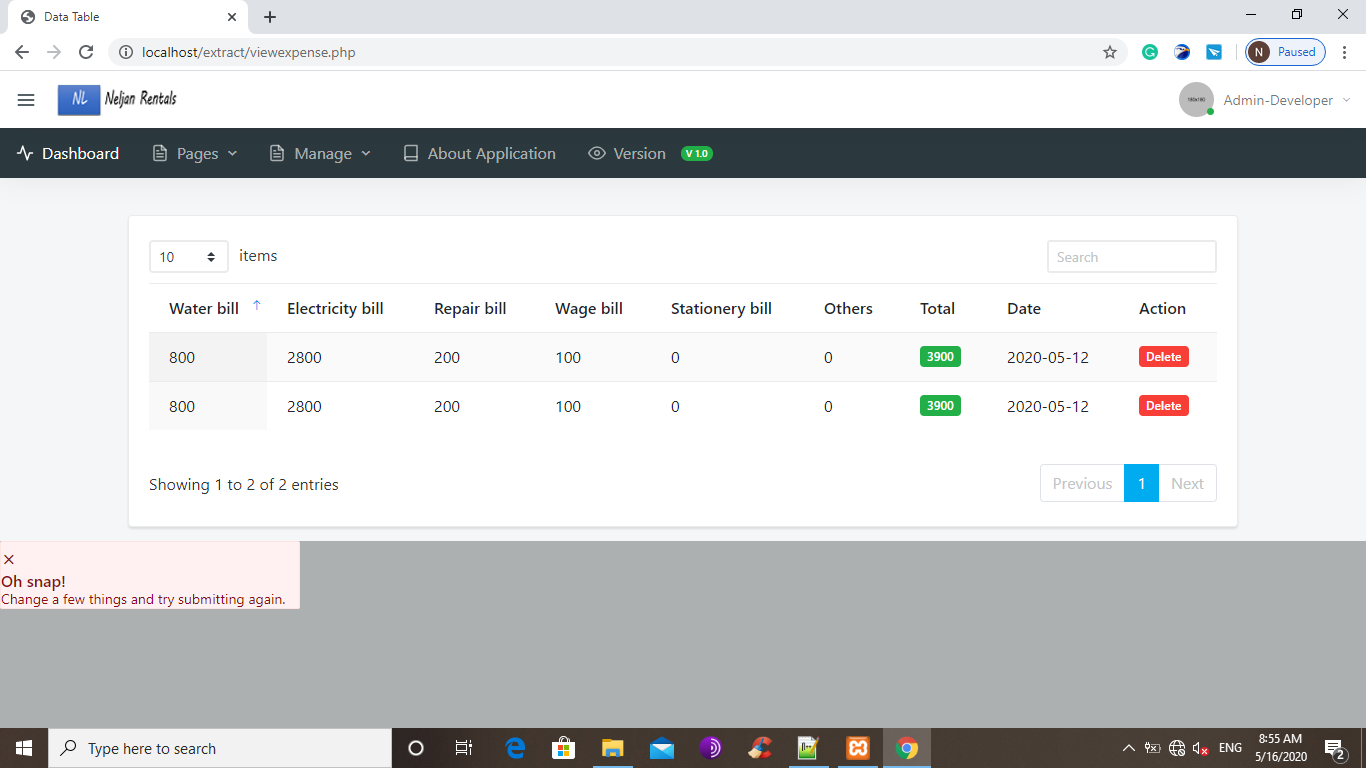 Data Table
localhost/extract/viewexpense.php
N Paused
NL Neljan Rentals
Admin-Developer
Dashboard Pages Manage About Application Version V 1.0
10 items Search
Water bill Electricity bill Repair bill Wage bill Stationery bill Others Total Date Action
800 2800 200 100 0 0 3900 2020-05-12 Delete
800 2800 200 100 0 0 3900 2020-05-12 Delete
Showing 1 to 2 of 2 entries Previous 1 Next
Oh snap!
Change a few things and try submitting again.
Type here to search
ENG
8:55 AM
5/16/2020
2